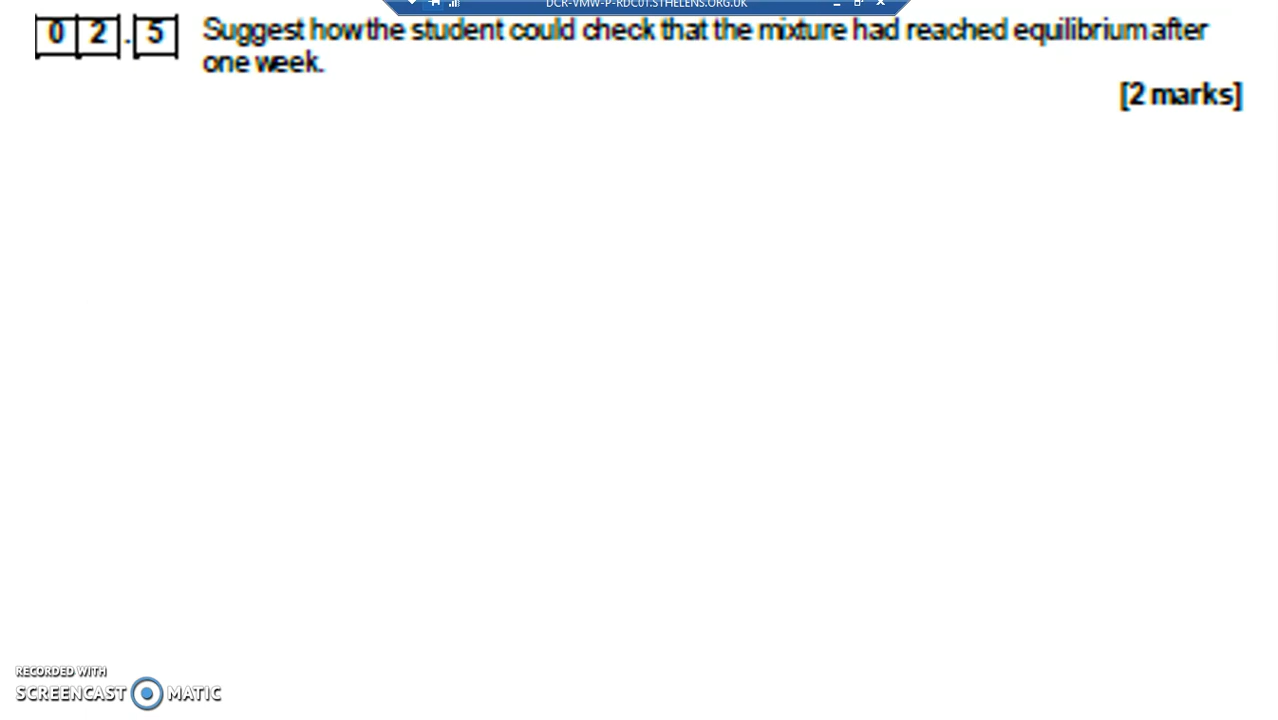 DCR-VMW-P-RDC01.STHELENS.ORG.UK
0 2 . 5 Suggest how the student could check that the mixture had reached equilibrium after
one week.
[2 marks]
RECORDED WITH
SCREENCAST MATIC